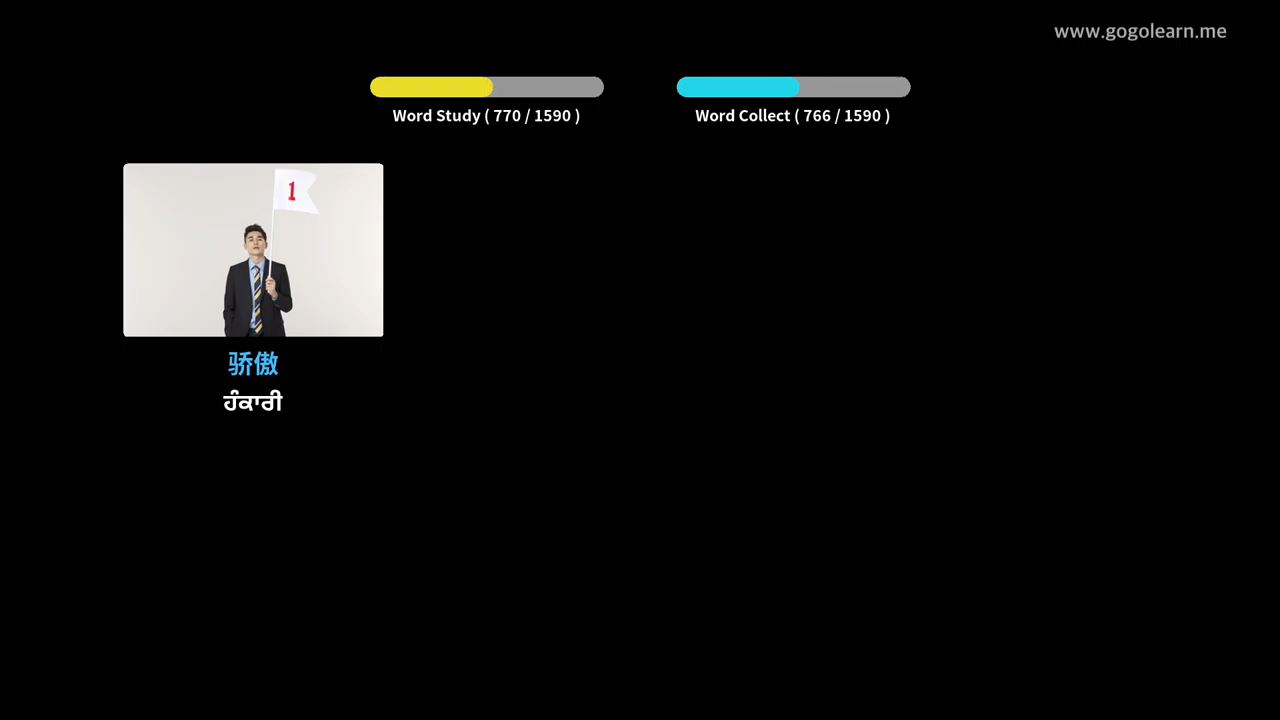 www.gogolearn.me
Word Study ( 770 / 1590 )
Word Collect ( 766 / 1590 )
1
骄傲
ਹੰਕਾਰੀ